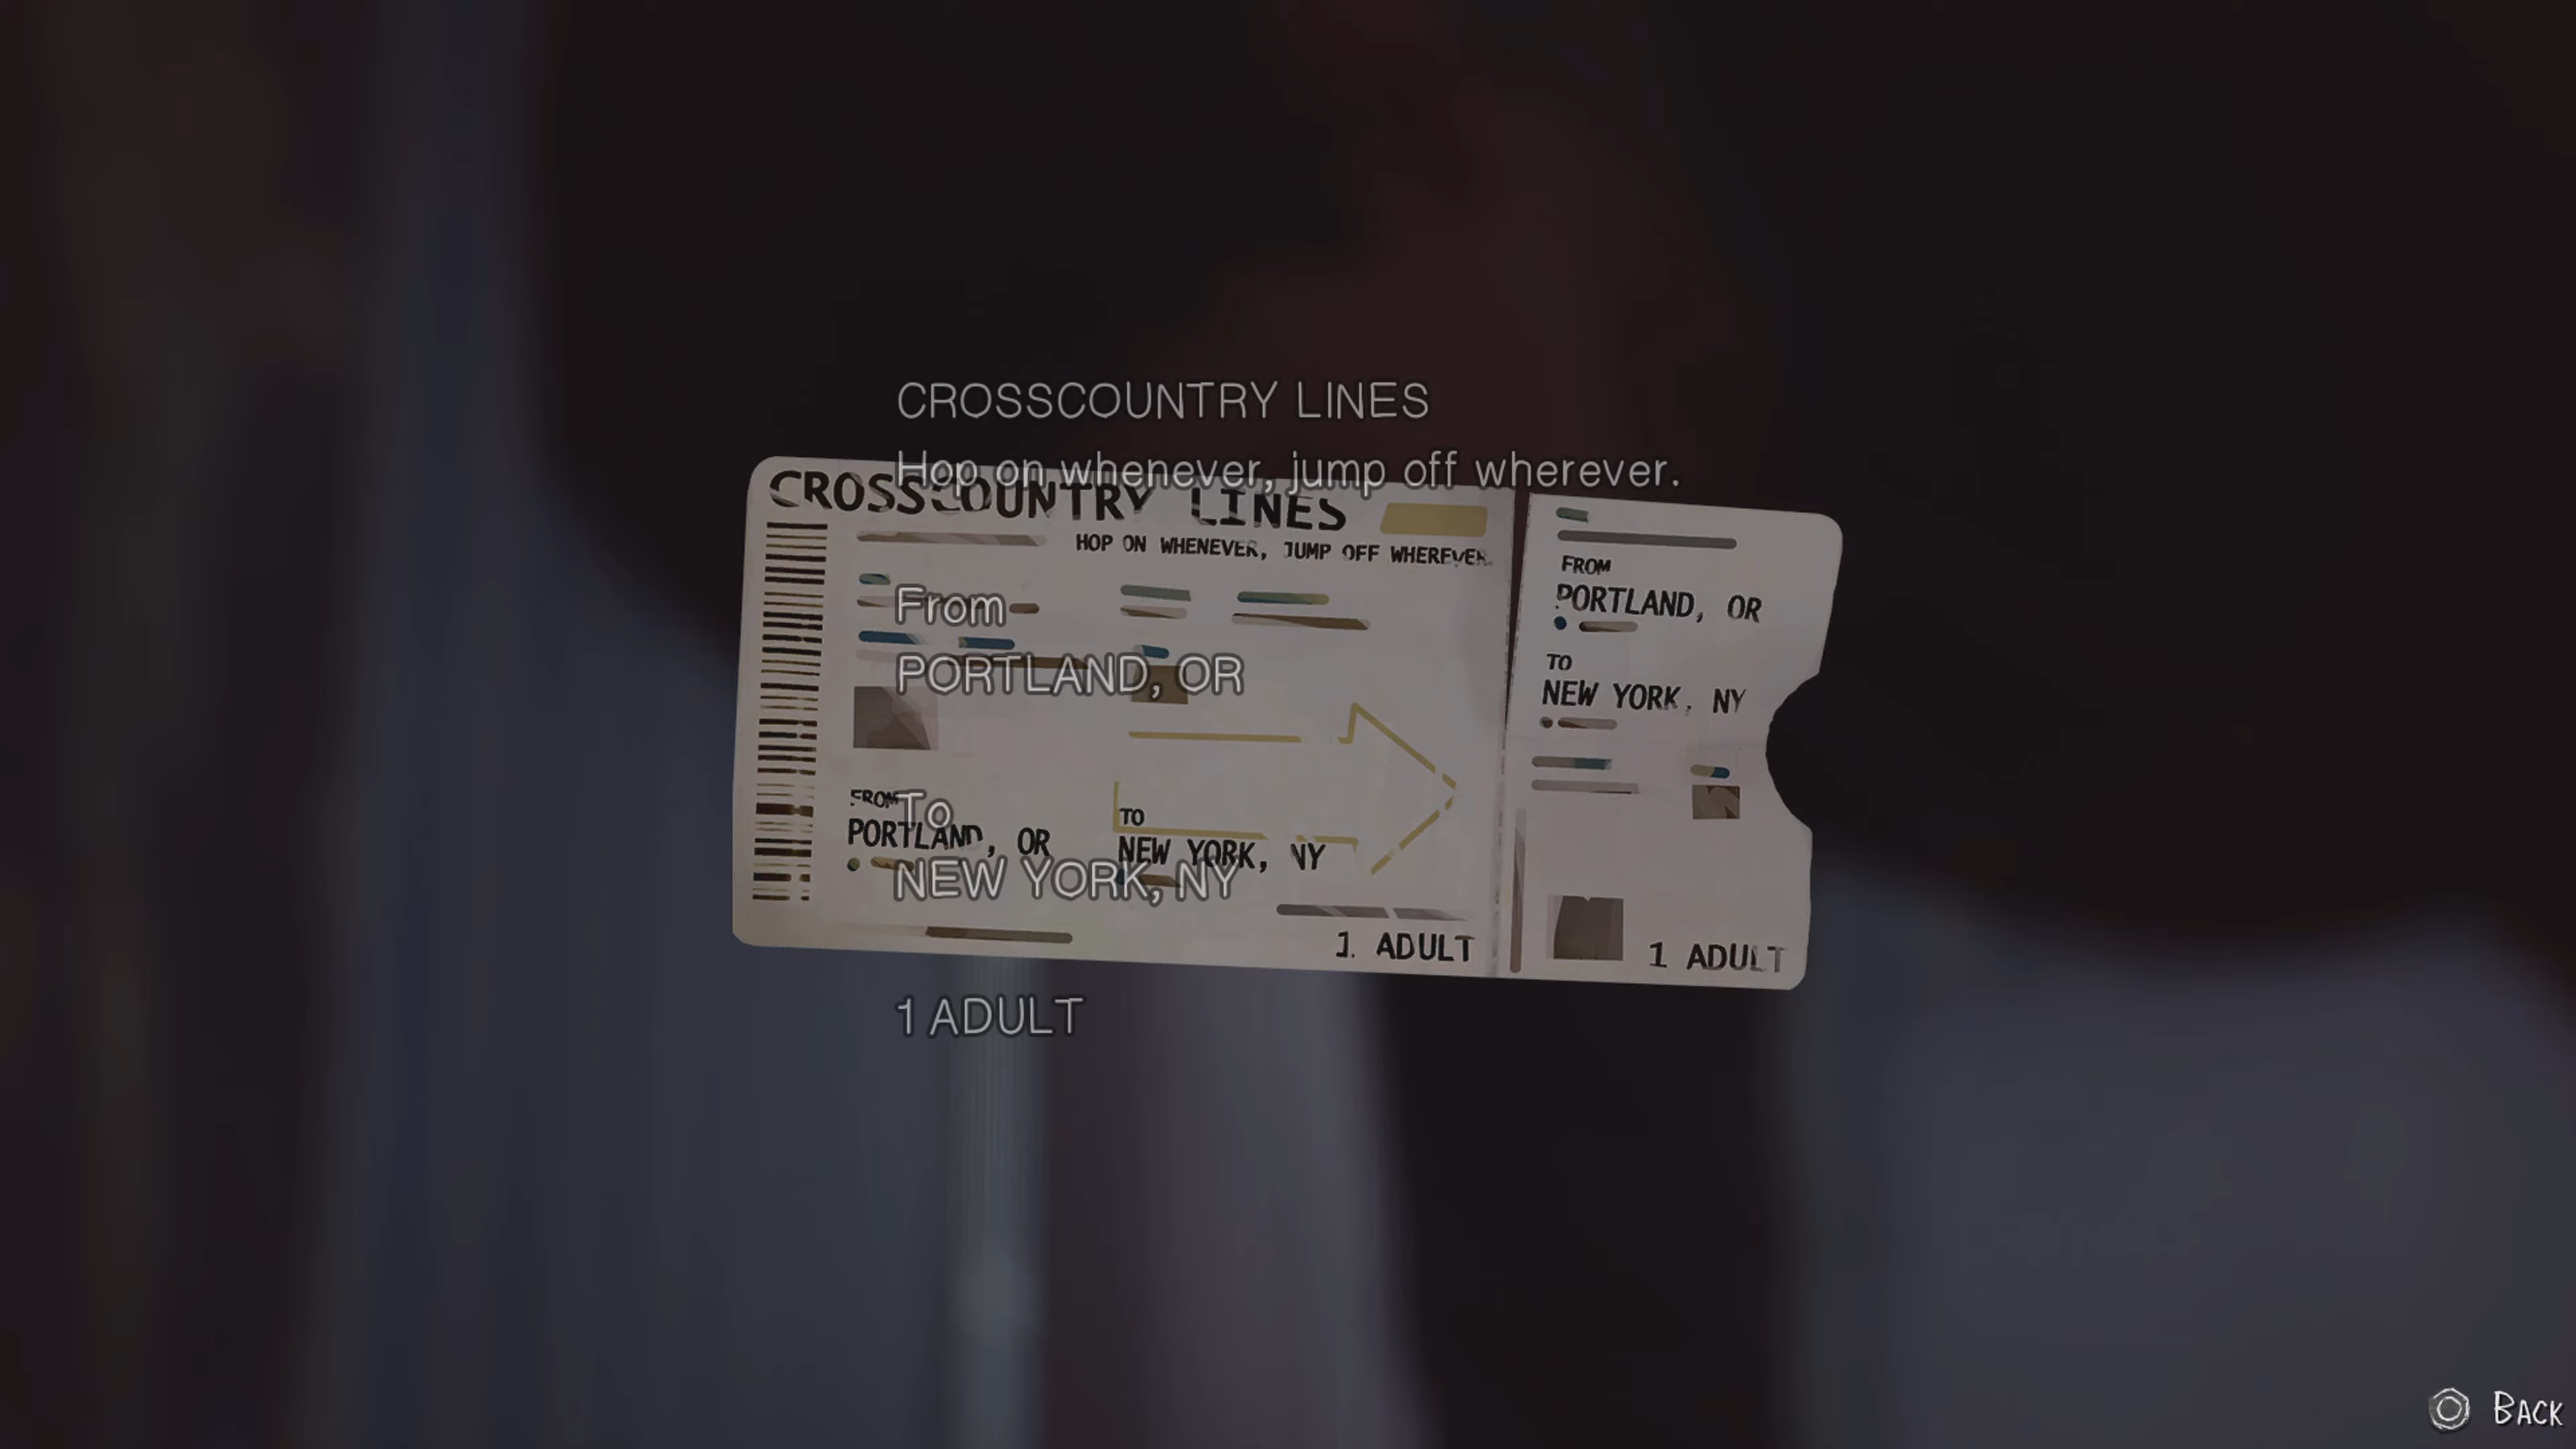 CROSSCOUNTRY LINES
Hop on whenever, jump off wherever.
From
PORTLAND, OR
To
NEW YORK, NY
1 ADULT
CROSSCOUNTRY LINES
HOP ON WHENEVER, JUMP OFF WHEREVER.
FROM
PORTLAND, OR
TO
NEW YORK, NY
1 ADULT
FROM
PORTLAND, OR
TO
NEW YORK, NY
1 ADULT
BACK